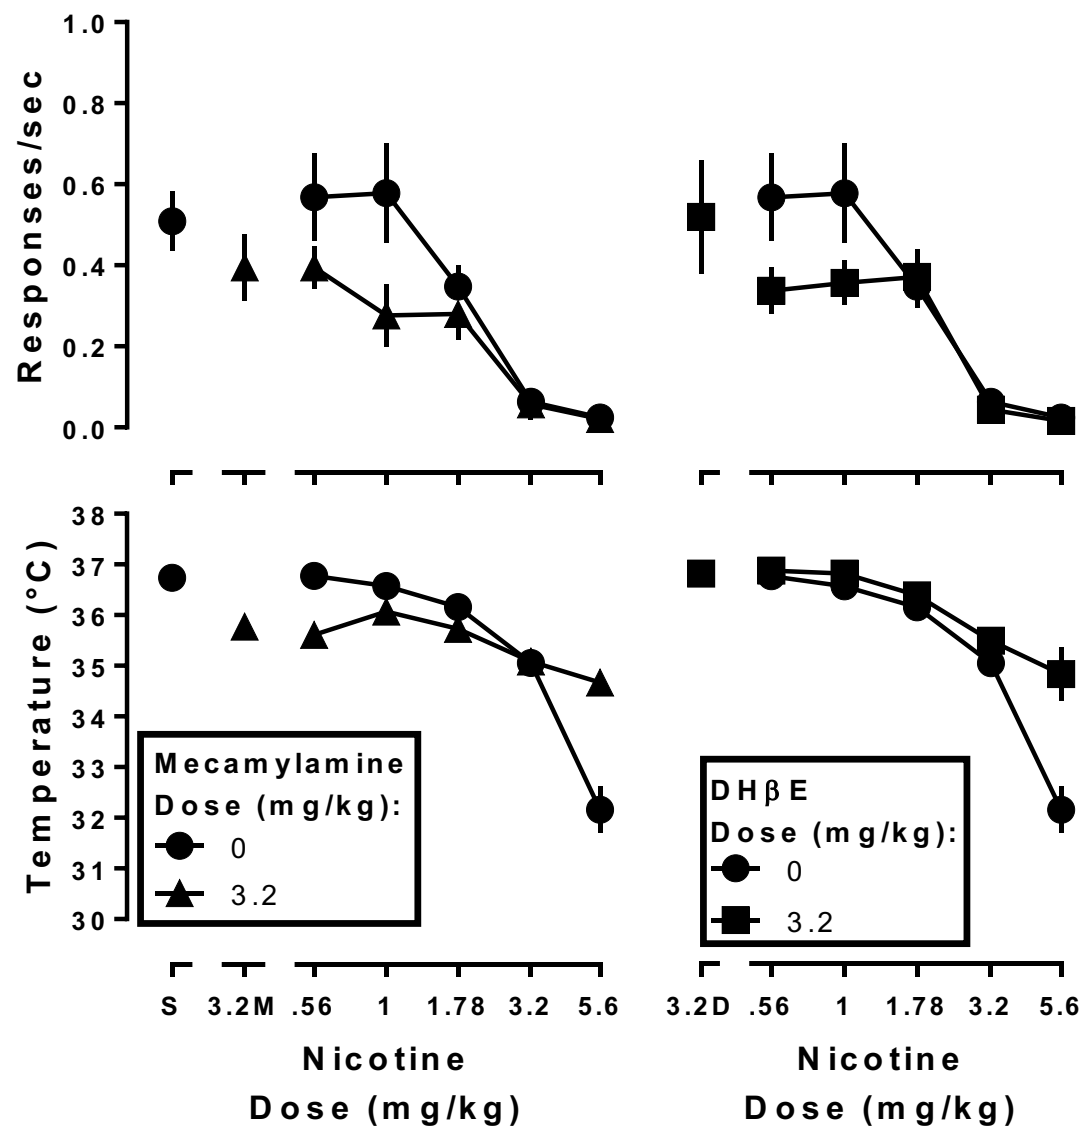 Responses/sec
1.0
0.8
0.6
0.4
0.2
0.0
Temperature (°C)
38
37
36
35
34
33
32
31
30
Mecamylamine
Dose (mg/kg):
0
3.2
DHβE
Dose (mg/kg):
0
3.2
S 3.2M .56 1 1.78 3.2 5.6
3.2D .56 1 1.78 3.2 5.6
Nicotine
Dose (mg/kg)
Nicotine
Dose (mg/kg)